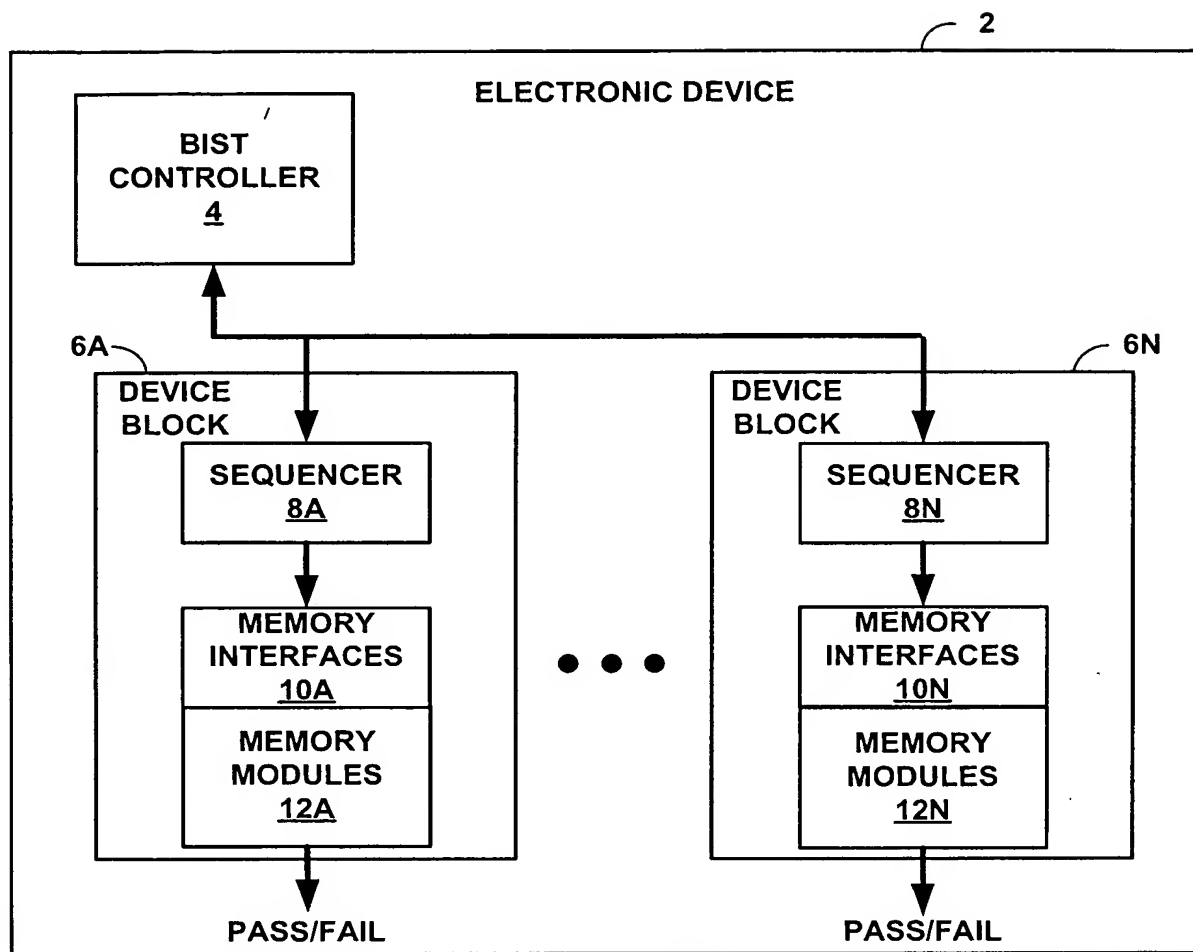 2
ELECTRONIC DEVICE
BIST
CONTROLLER
4
6A
6N
DEVICE
BLOCK
SEQUENCER
8A
MEMORY
INTERFACES
10A
MEMORY
MODULES
12A
PASS/FAIL
DEVICE
BLOCK
SEQUENCER
8N
MEMORY
INTERFACES
10N
MEMORY
MODULES
12N
PASS/FAIL